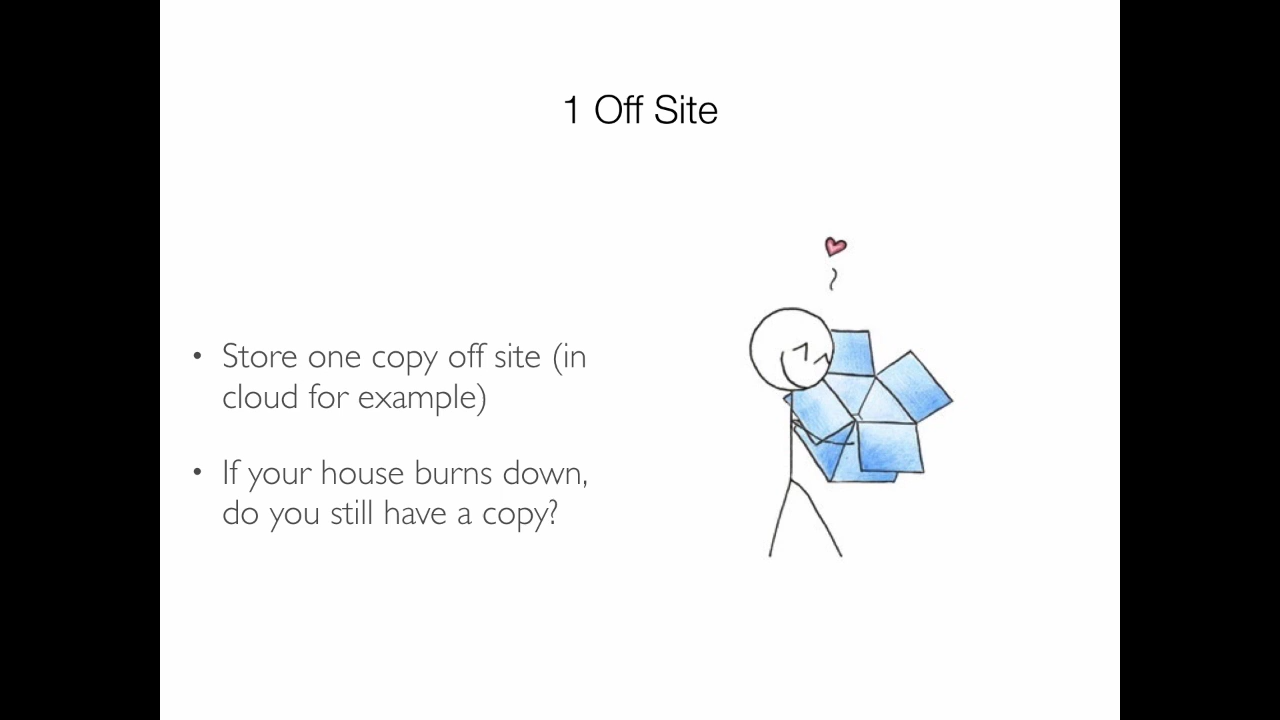 1 Off Site
• Store one copy off site (in
cloud for example)
• If your house burns down,
do you still have a copy?